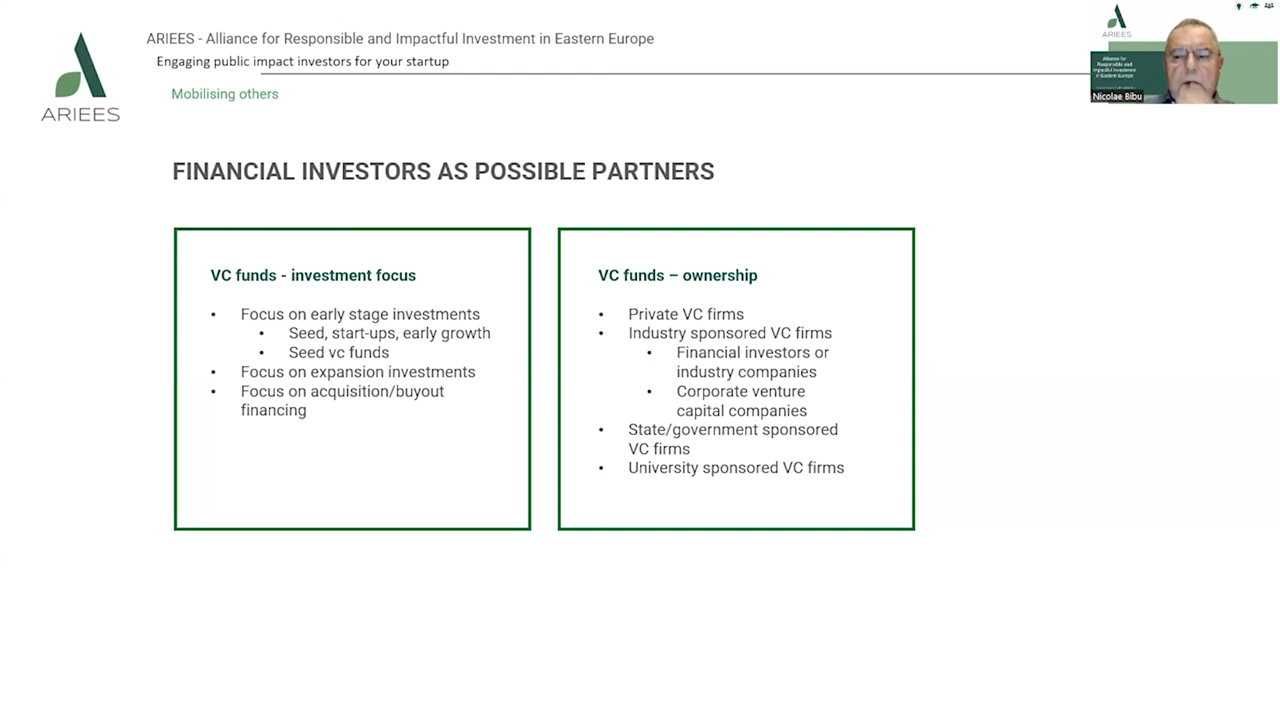 ARIEES - Alliance for Responsible and Impactful Investment in Eastern Europe
Engaging public impact investors for your startup
Mobilising others
ARIEES
FINANCIAL INVESTORS AS POSSIBLE PARTNERS
VC funds - investment focus
• Focus on early stage investments
• Seed, start-ups, early growth
• Seed vc funds
• Focus on expansion investments
• Focus on acquisition/buyout
financing
VC funds – ownership
• Private VC firms
• Industry sponsored VC firms
• Financial investors or
industry companies
• Corporate venture
capital companies
• State/government sponsored
VC firms
• University sponsored VC firms
ARIEES
Alliance for
Responsible and
Impactful Investment
in Eastern Europe
Nicolae Bibu